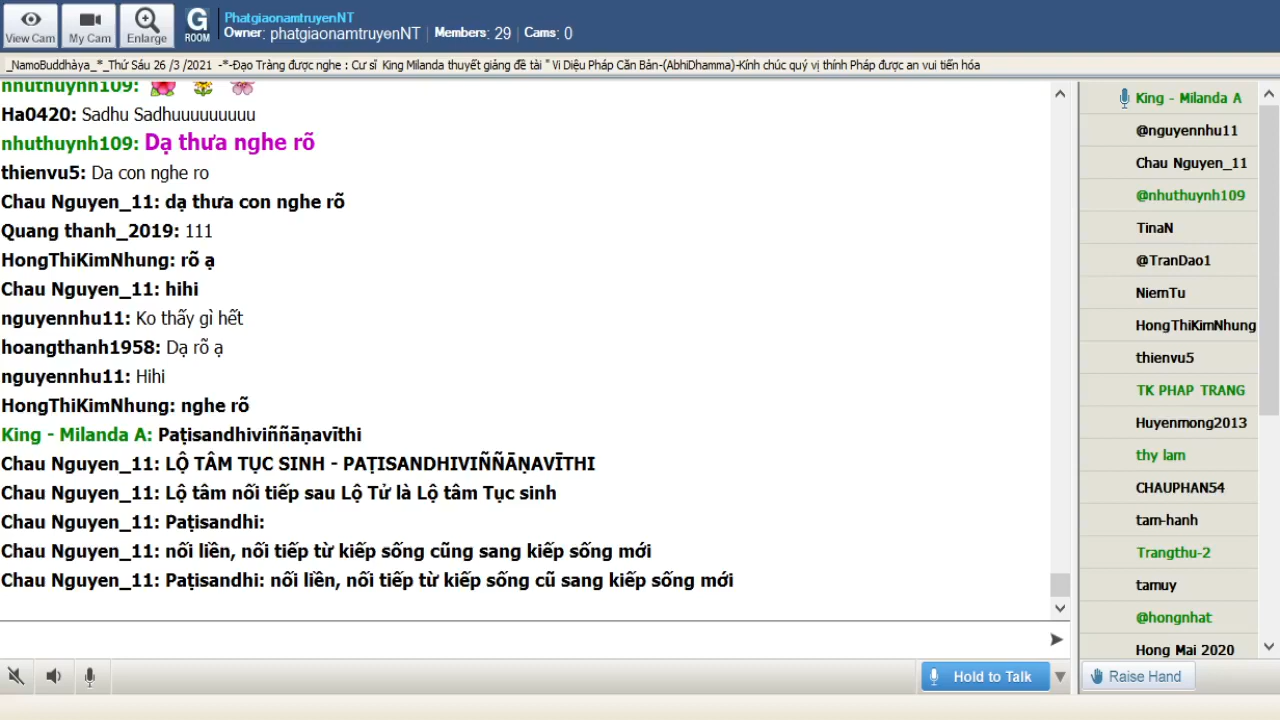 View Cam
My Cam
Enlarge
G
ROOM
PhatgiaonamtruyenNT
Owner: phatgiaonamtruyenNT | Members: 29 | Cams: 0
_NamoBuddhàya_*_Thứ Sáu 26 /3 /2021 -*-Đạo Tràng được nghe : Cư sĩ King Milanda thuyết giảng đề tài " Vi Diệu Pháp Căn Bản-(AbhiDhamma)-Kính chúc quý vị thính Pháp được an vui tiến hóa
nhuthuynh109:
Ha0420: Sadhu Sadhuuuuuuuuu
nhuthuynh109: Dạ thưa nghe rõ
thienvu5: Da con nghe ro
Chau Nguyen_11: dạ thưa con nghe rõ
Quang thanh_2019: 111
HongThiKimNhung: rõ ạ
Chau Nguyen_11: hihi
nguyennhu11: Ko thấy gì hết
hoangthanh1958: Dạ rõ ạ
nguyennhu11: Hihi
HongThiKimNhung: nghe rõ
King - Milanda A: Paṭisandhiviññāṇavīthi
Chau Nguyen_11: LỘ TÂM TỤC SINH - PAṬISANDHIVIÑÑĀṆAVĪTHI
Chau Nguyen_11: Lộ tâm nối tiếp sau Lộ Tử là Lộ tâm Tục sinh
Chau Nguyen_11: Paṭisandhi:
Chau Nguyen_11: nối liền, nối tiếp từ kiếp sống cũng sang kiếp sống mới
Chau Nguyen_11: Paṭisandhi: nối liền, nối tiếp từ kiếp sống cũ sang kiếp sống mới
King - Milanda A
@nguyennhu11
Chau Nguyen_11
@nhuthuynh109
TinaN
@TranDao1
NiemTu
HongThiKimNhung
thienvu5
TK PHAP TRANG
Huyenmong2013
thy lam
CHAUPHAN54
tam-hanh
Trangthu-2
tamuy
@hongnhat
Hong Mai 2020
Hold to Talk
Raise Hand